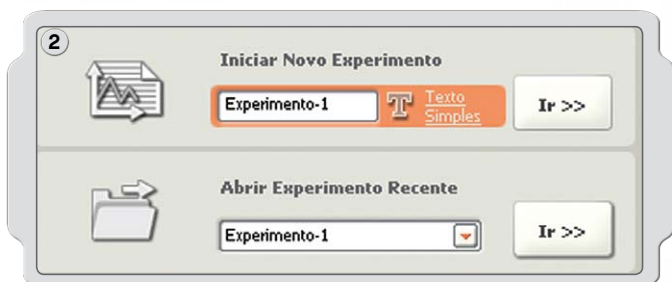 2
Iniciar Novo Experimento
Experimento-1
T Texto
Simples
Ir >>
Abrir Experimento Recente
Experimento-1
Ir >>